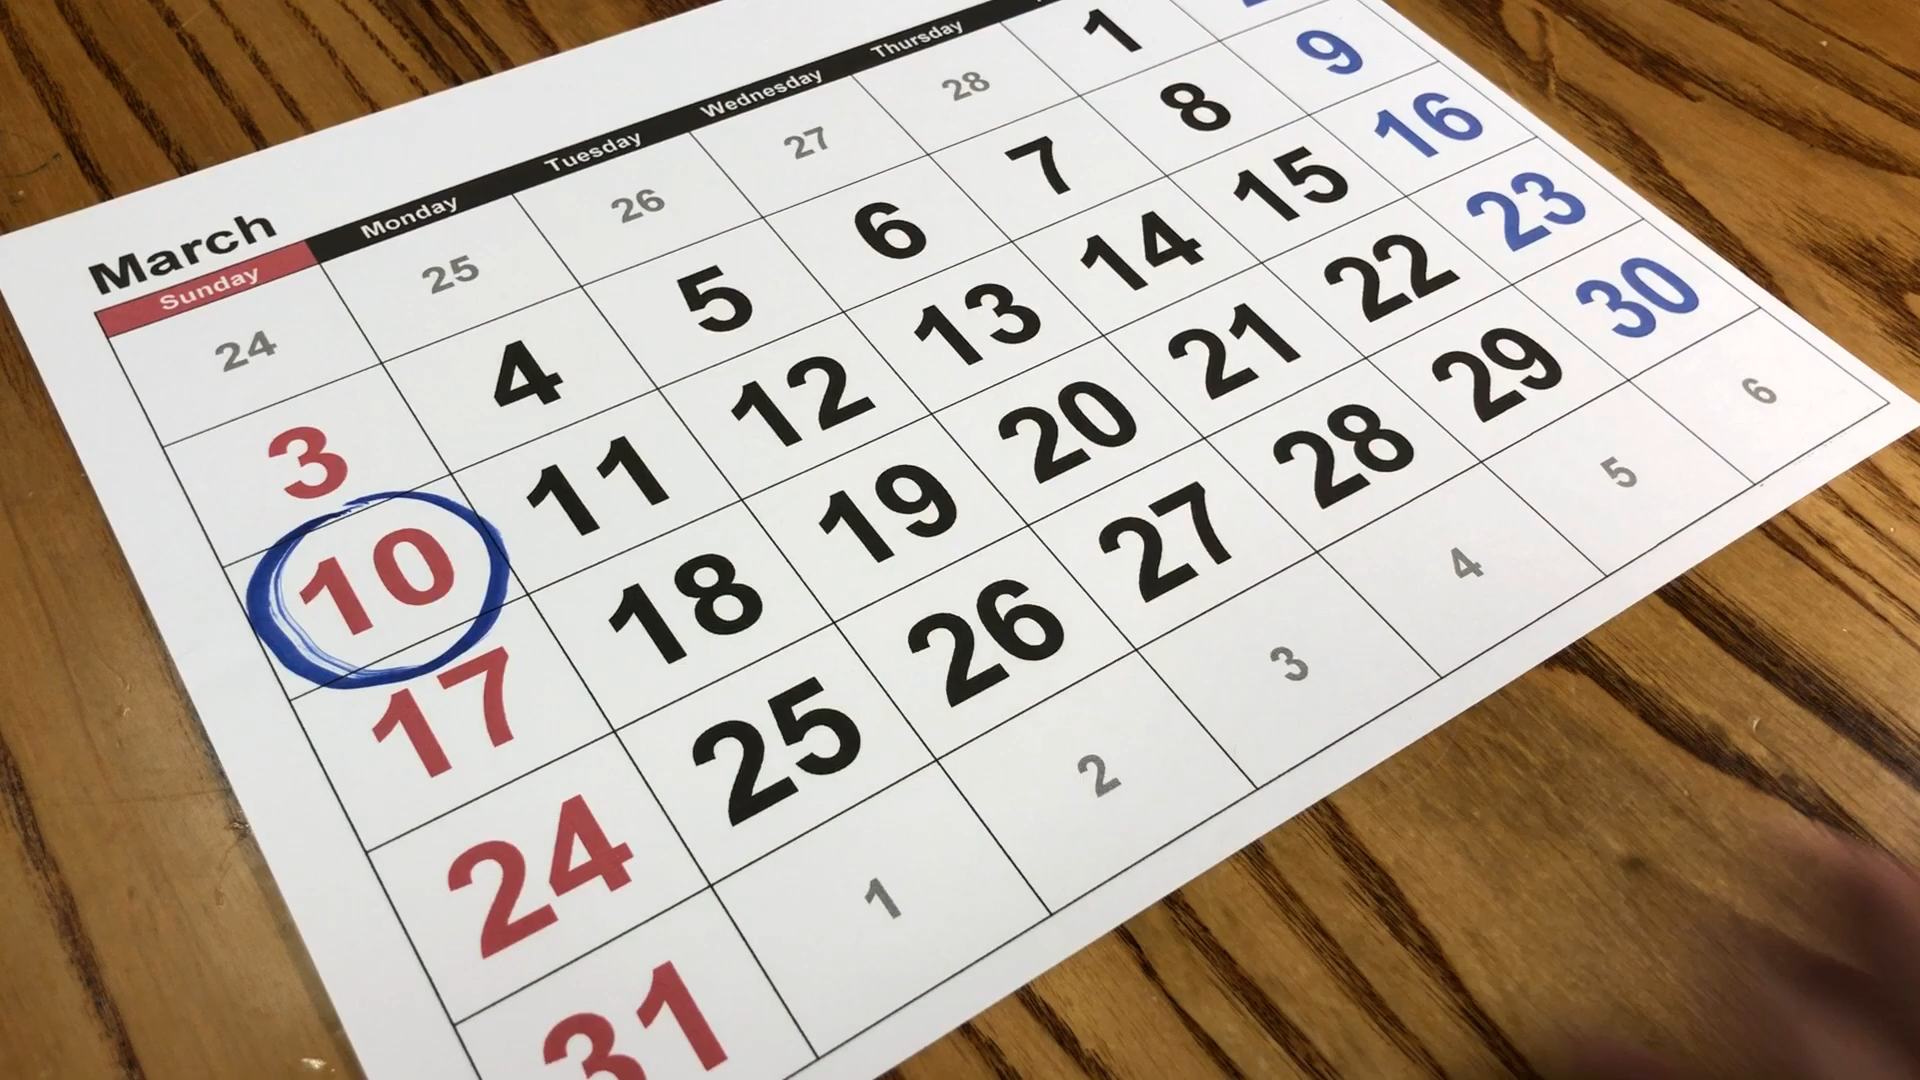 March
Sunday Monday Tuesday Wednesday Thursday
24 25 26 27 28 1
3 4 5 6 7 8 9
10 11 12 13 14 15 16
17 18 19 20 21 22 23
24 25 26 27 28 29 30
31 1 2 3 4 5 6